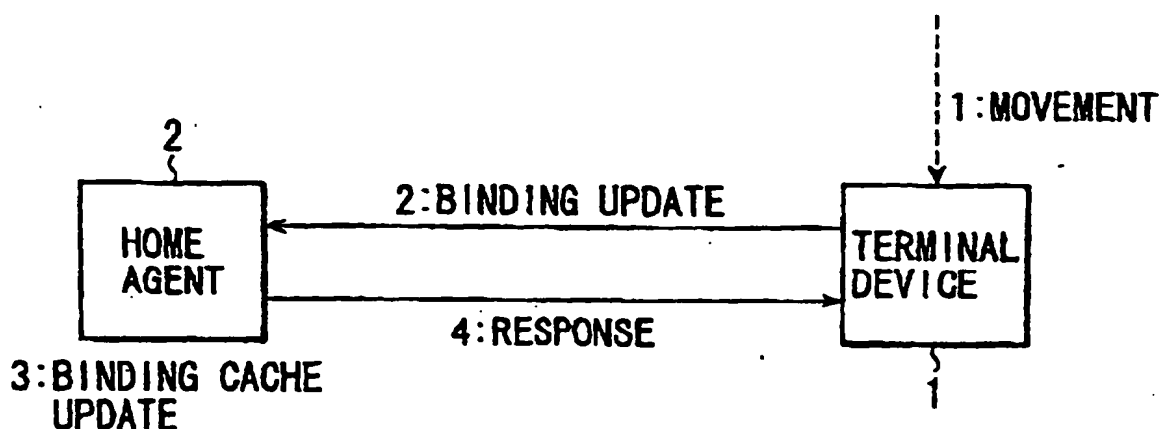 1:MOVEMENT
2
2:BINDING UPDATE
HOME
AGENT
TERMINAL
DEVICE
4:RESPONSE
3:BINDING CACHE
UPDATE
1